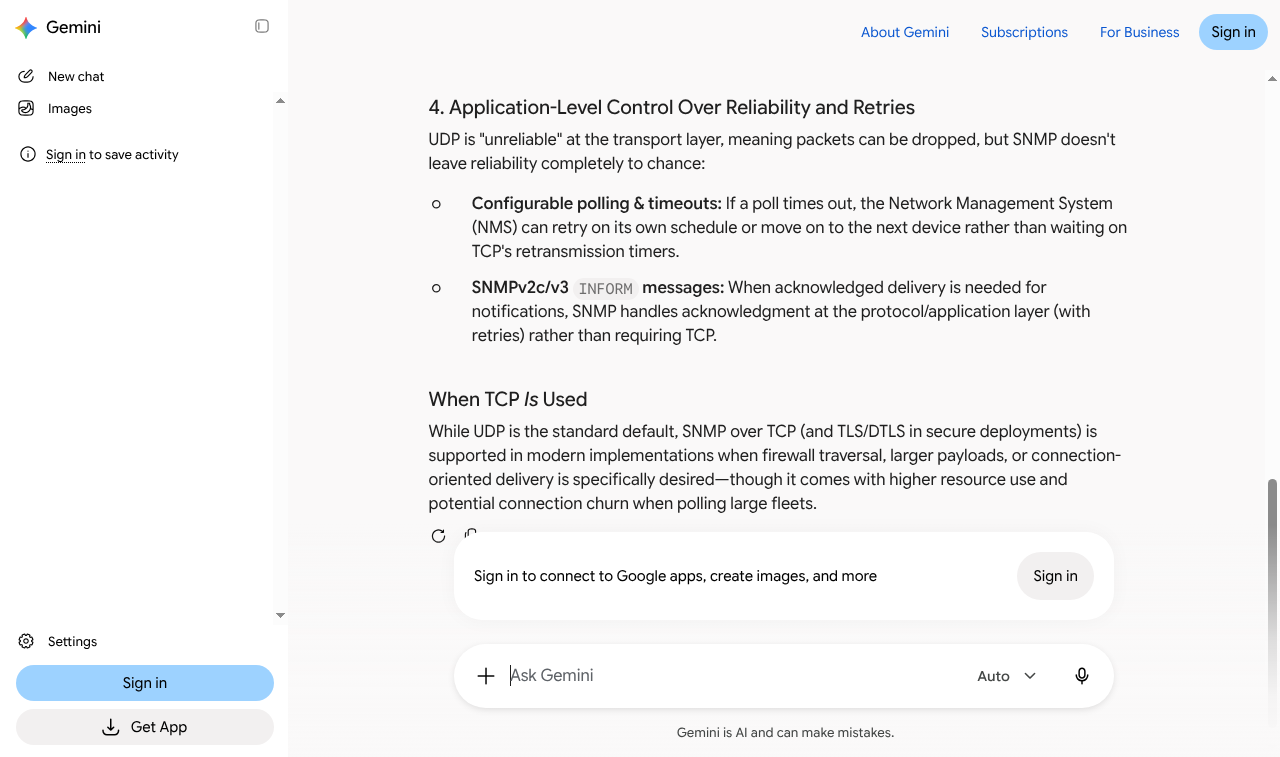 Gemini
New chat
Images
Sign in to save activity
Settings
Sign in
Get App
About Gemini
Subscriptions
For Business
Sign in
4. Application-Level Control Over Reliability and Retries
UDP is "unreliable" at the transport layer, meaning packets can be dropped, but SNMP doesn't
leave reliability completely to chance:
Configurable polling & timeouts: If a poll times out, the Network Management System
(NMS) can retry on its own schedule or move on to the next device rather than waiting on
TCP's retransmission timers.
SNMPv2c/v3 INFORM messages: When acknowledged delivery is needed for
notifications, SNMP handles acknowledgment at the protocol/application layer (with
retries) rather than requiring TCP.
When TCP Is Used
While UDP is the standard default, SNMP over TCP (and TLS/DTLS in secure deployments) is
supported in modern implementations when firewall traversal, larger payloads, or connection-
oriented delivery is specifically desired—though it comes with higher resource use and
potential connection churn when polling large fleets.
Sign in to connect to Google apps, create images, and more
Sign in
Ask Gemini
Auto
Gemini is AI and can make mistakes.